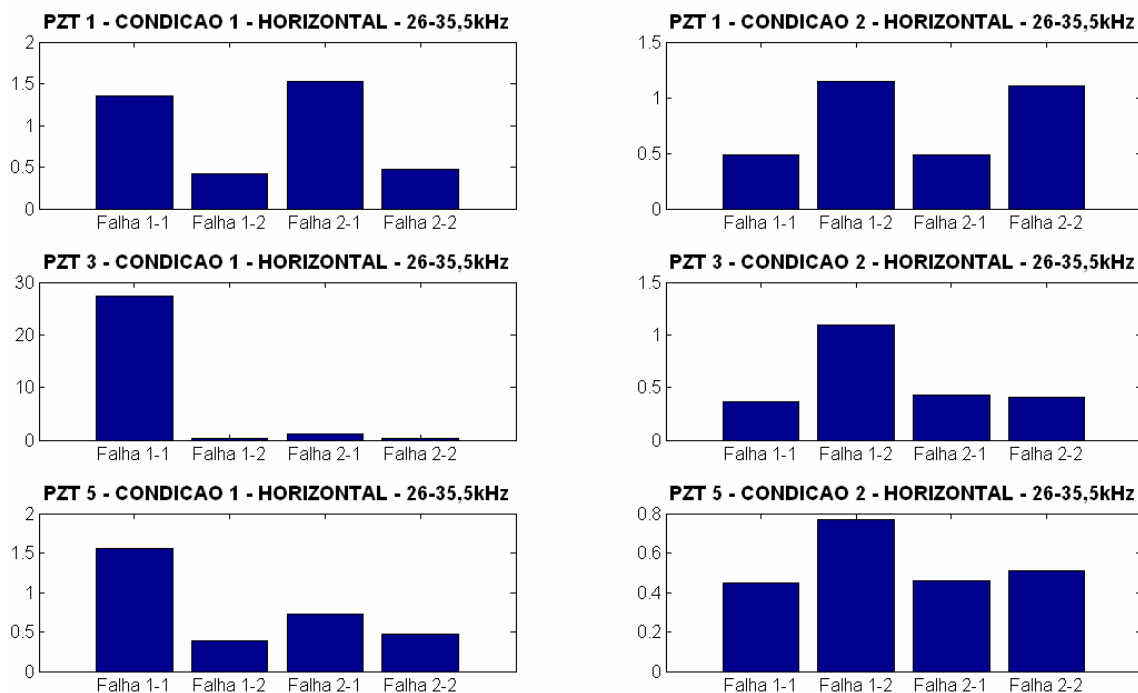 PZT 1 - CONDICAO 1 - HORIZONTAL - 26-35,5kHz
2
1.5
1
0.5
0
Falha 1-1 Falha 1-2 Falha 2-1 Falha 2-2
PZT 1 - CONDICAO 2 - HORIZONTAL - 26-35,5kHz
1.5
1
0.5
0
Falha 1-1 Falha 1-2 Falha 2-1 Falha 2-2
PZT 3 - CONDICAO 1 - HORIZONTAL - 26-35,5kHz
30
20
10
0
Falha 1-1 Falha 1-2 Falha 2-1 Falha 2-2
PZT 3 - CONDICAO 2 - HORIZONTAL - 26-35,5kHz
1.5
1
0.5
0
Falha 1-1 Falha 1-2 Falha 2-1 Falha 2-2
PZT 5 - CONDICAO 1 - HORIZONTAL - 26-35,5kHz
2
1.5
1
0.5
0
Falha 1-1 Falha 1-2 Falha 2-1 Falha 2-2
PZT 5 - CONDICAO 2 - HORIZONTAL - 26-35,5kHz
0.8
0.6
0.4
0.2
0
Falha 1-1 Falha 1-2 Falha 2-1 Falha 2-2